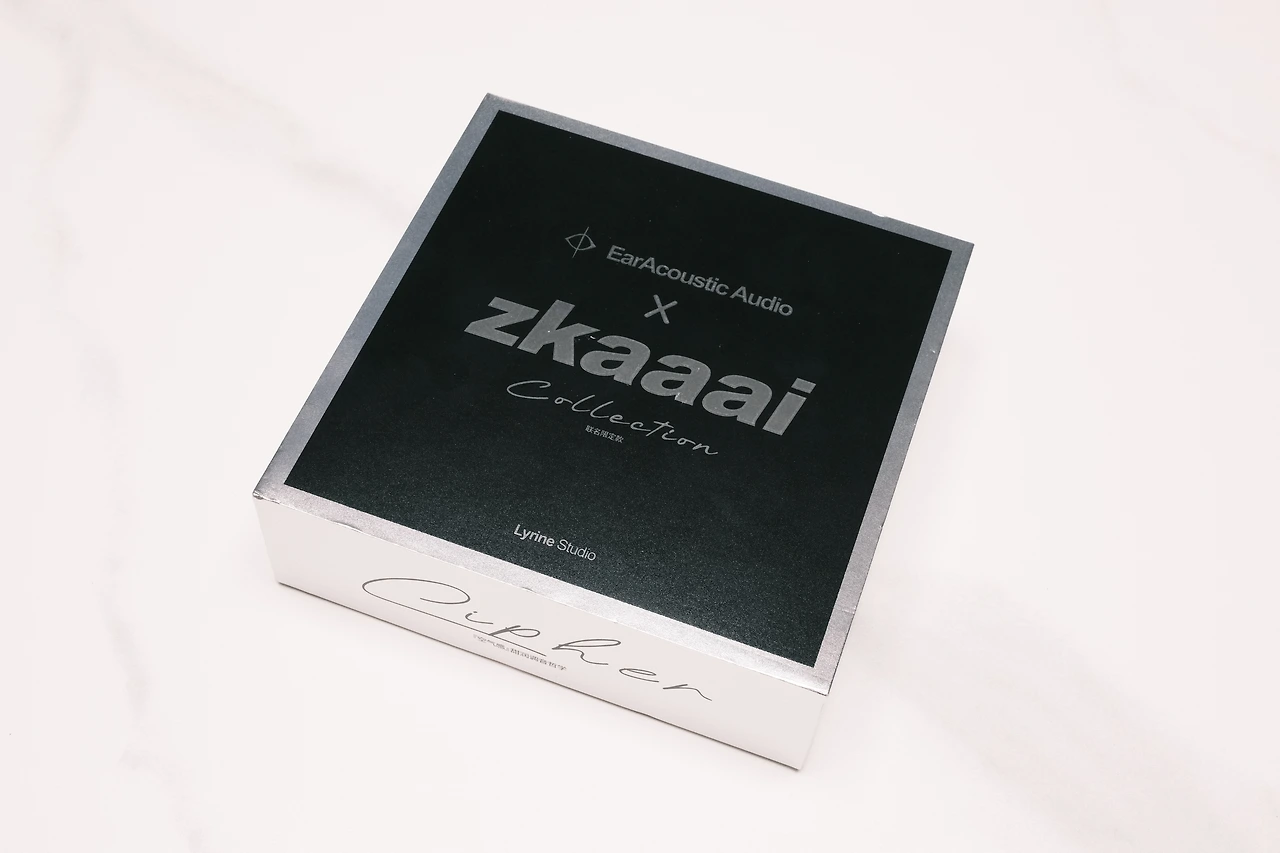 EarAcoustic Audio
X
zkaaai
Collection
联名限定款
Lyrine Studio
Cipher